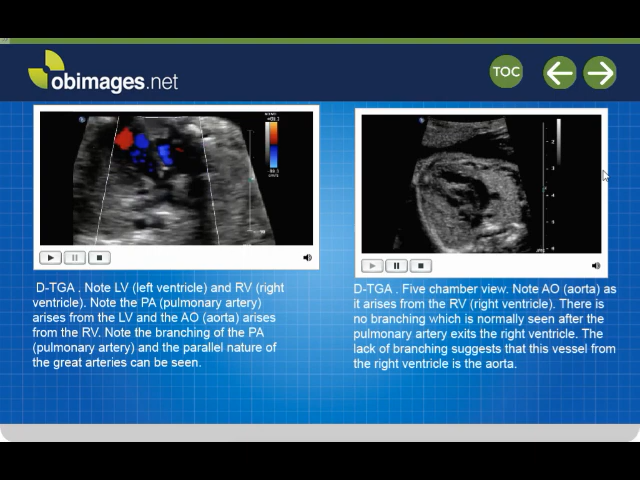 obimages.net
TOC
D-TGA . Note LV (left ventricle) and RV (right
ventricle). Note the PA (pulmonary artery)
arises from the LV and the AO (aorta) arises
from the RV. Note the branching of the PA
(pulmonary artery) and the parallel nature of
the great arteries can be seen.
D-TGA . Five chamber view. Note AO (aorta) as
it arises from the RV (right ventricle). There is
no branching which is normally seen after the
pulmonary artery exits the right ventricle. The
lack of branching suggests that this vessel from
the right ventricle is the aorta.